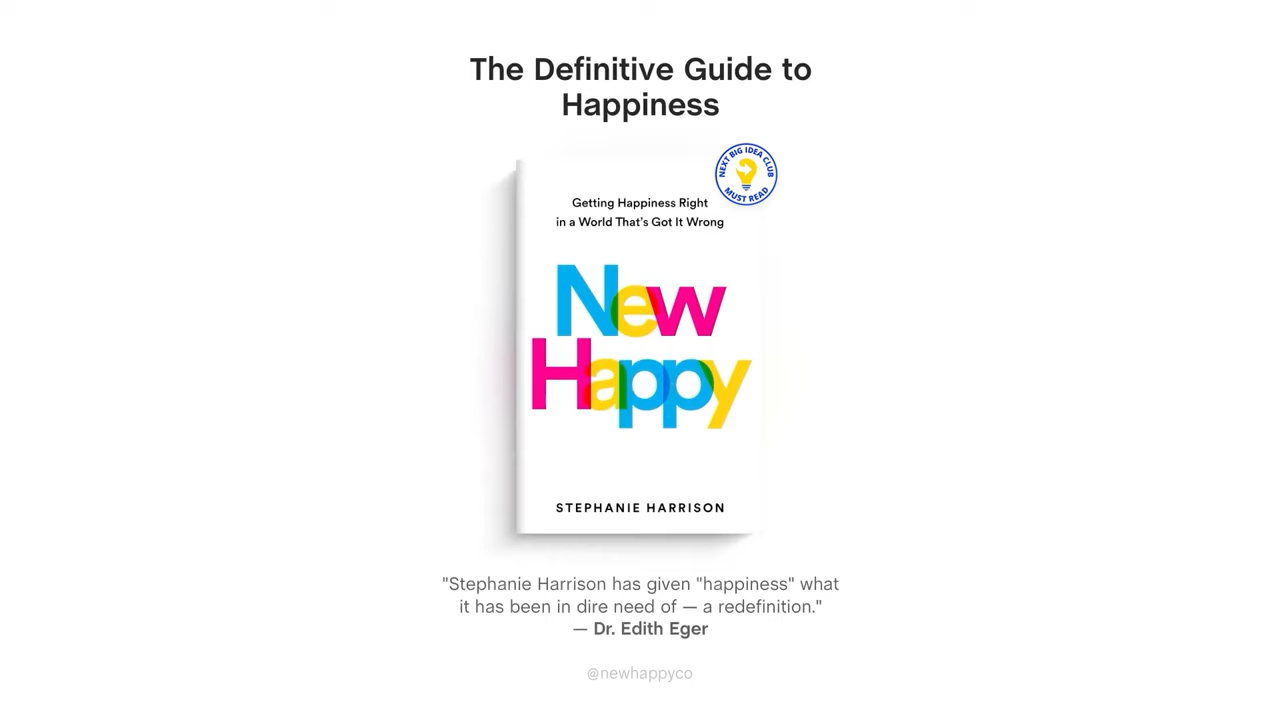 The Definitive Guide to
Happiness
NEXT BIG IDEA CLUB
MUST READ
Getting Happiness Right
in a World That's Got It Wrong
New
Happy
STEPHANIE HARRISON
"Stephanie Harrison has given "happiness" what
it has been in dire need of — a redefinition."
— Dr. Edith Eger
@newhappyco